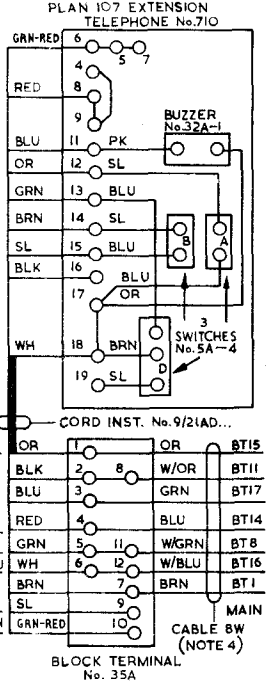 PLAN 107 EXTENSION
TELEPHONE No.710
GRN-RED 6
5 7
4
RED 8
9
BUZZER
No.32A-1
BLU 11 PK
OR 12 SL
GRN 13 BLU
BRN 14 SL
B A
SL 15 BLU
BLK 16
BLU
17 OR
3
SWITCHES
No.5A-4
WH 18 BRN
D
19 SL
CORD INST. No.9/21AD...
OR 1 OR BT15
BLK 2 8 W/OR BT11
BLU 3 GRN BT17
RED 4 BLU BT14
GRN 5 11 W/GRN BT8
WH 6 12 W/BLU BT16
BRN 7 BRN BT1
SL 9
MAIN
GRN-RED 10
CABLE 8W
(NOTE 4)
BLOCK TERMINAL
No. 35A